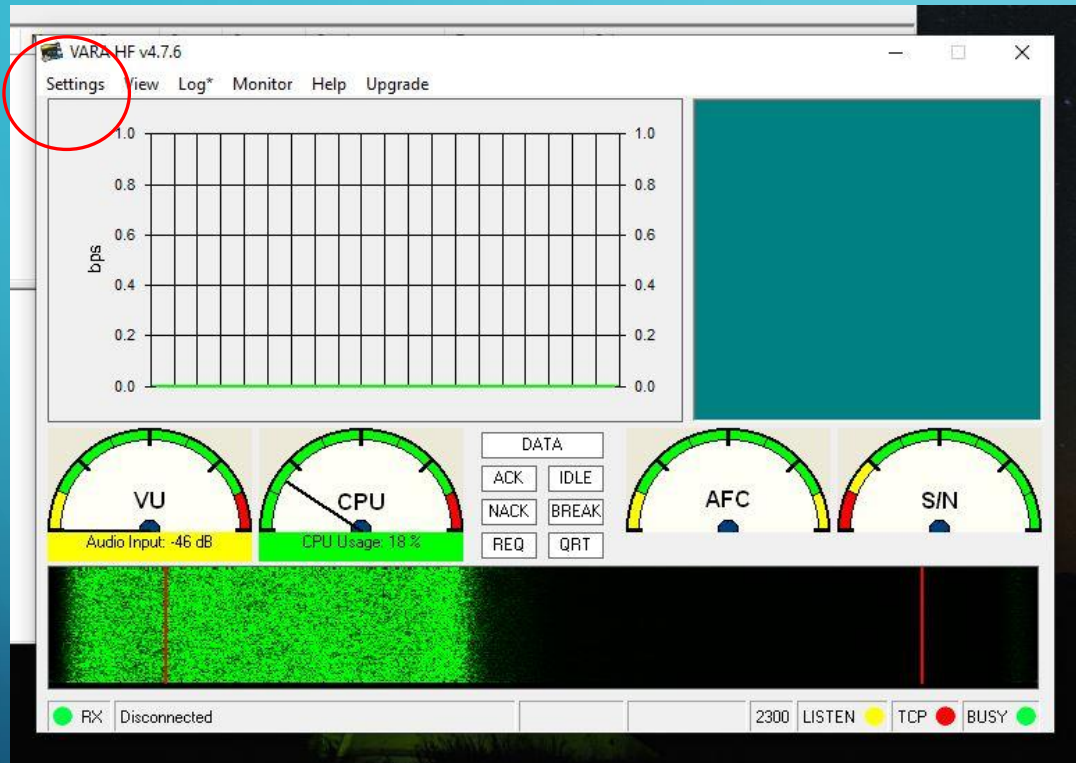 VARA HF v4.7.6
Settings View Log* Monitor Help Upgrade
1.0 1.0
0.8 0.8
0.6 0.6
bps
0.4 0.4
0.2 0.2
0.0 0.0
DATA
ACK IDLE
VU CPU AFC S/N
NACK BREAK
Audio Input: -46 dB CPU Usage: 18 % REQ QRT
RX Disconnected 2300 LISTEN TCP BUSY